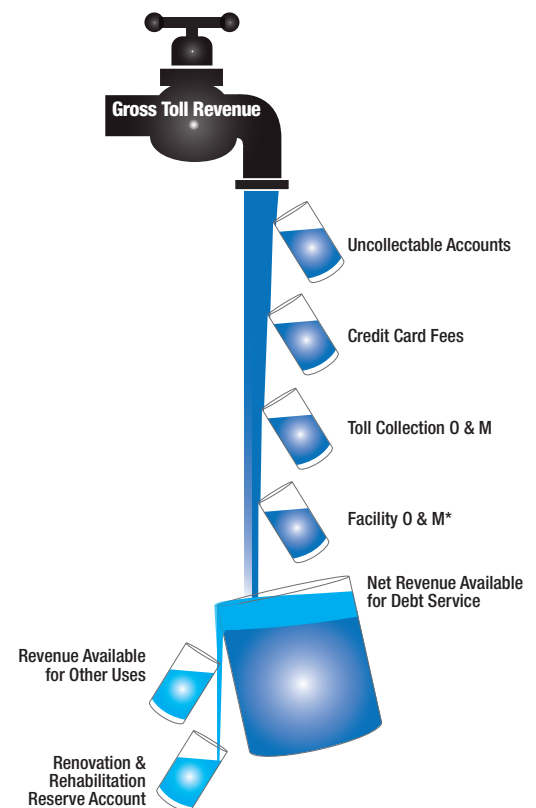 Gross Toll Revenue
Uncollectable Accounts
Credit Card Fees
Toll Collection O & M
Facility O & M*
Net Revenue Available
for Debt Service
Revenue Available
for Other Uses
Renovation &
Rehabilitation
Reserve Account